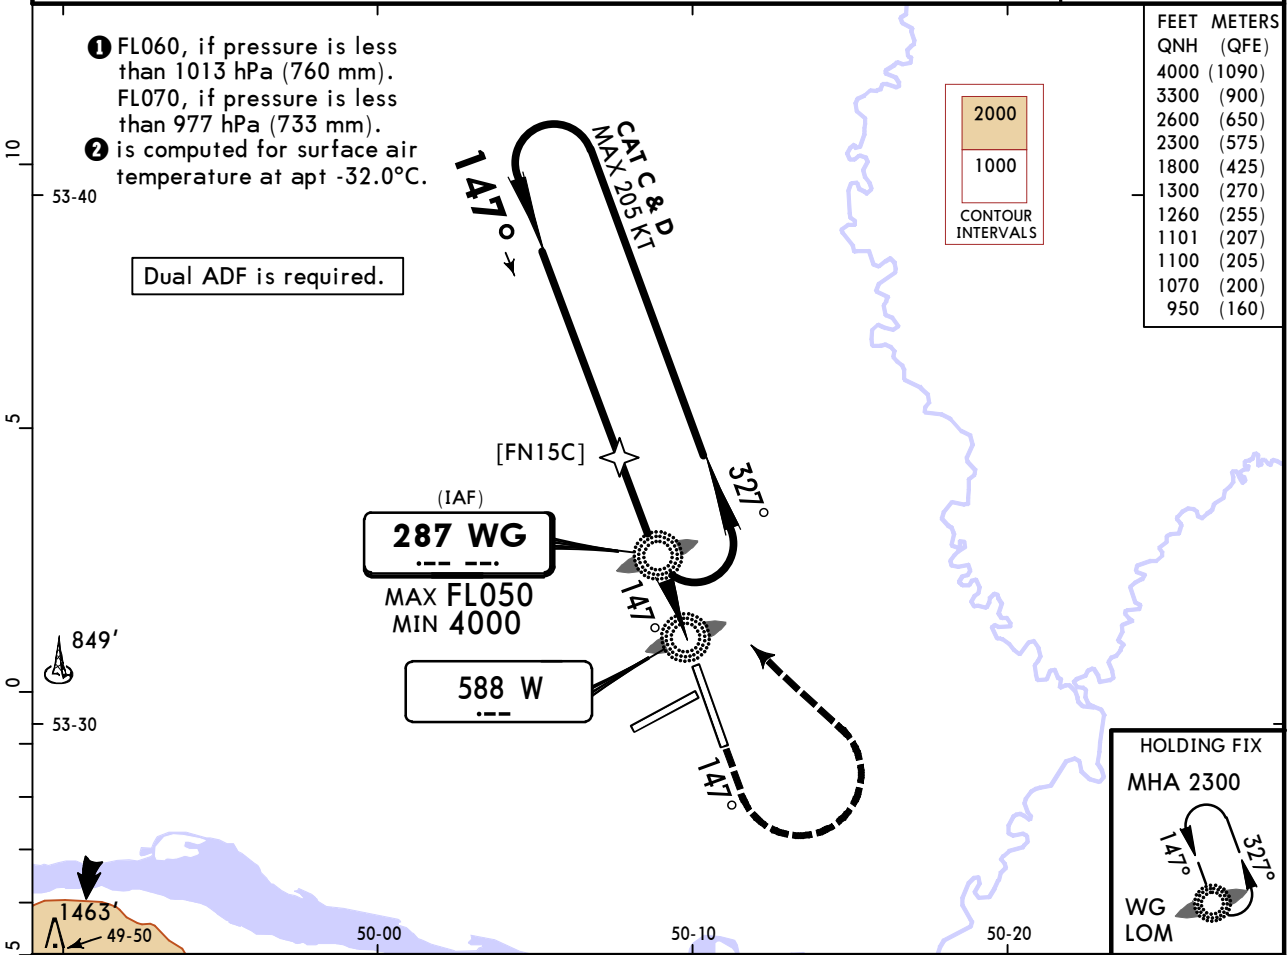 ❶ FL060, if pressure is less
than 1013 hPa (760 mm).
FL070, if pressure is less
than 977 hPa (733 mm).
❷ is computed for surface air
temperature at apt -32.0°C.
Dual ADF is required.
FEET METERS
QNH (QFE)
4000 (1090)
3300 (900)
2600 (650)
2300 (575)
1800 (425)
1300 (270)
1260 (255)
1101 (207)
1100 (205)
1070 (200)
950 (160)
2000
1000
CONTOUR
INTERVALS
CAT C & D
MAX 205 KT
147°
10
53-40
5
[FN15C]
327°
(IAF)
287 WG
MAX FL050
MIN 4000
147°
849'
588 W
0
53-30
147°
HOLDING FIX
MHA 2300
147°
327°
WG
LOM
1463'
49-50
50-00
50-10
50-20
5